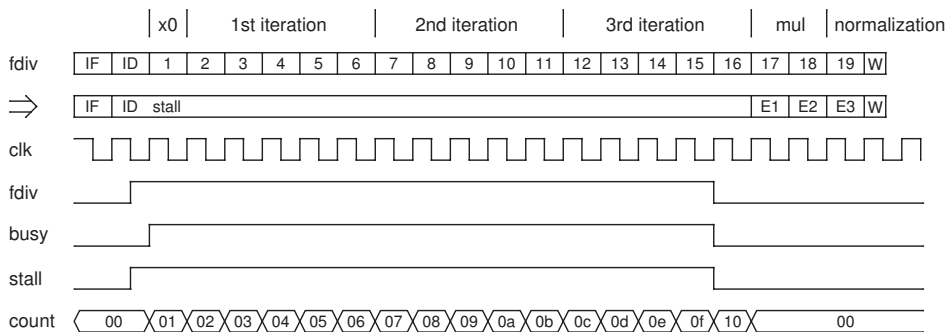 x0 1st iteration 2nd iteration 3rd iteration mul normalization
fdiv IF ID 1 2 3 4 5 6 7 8 9 10 11 12 13 14 15 16 17 18 19 W
IF ID stall E1 E2 E3 W
clk
fdiv
busy
stall
count 00 01 02 03 04 05 06 07 08 09 0a 0b 0c 0d 0e 0f 10 00